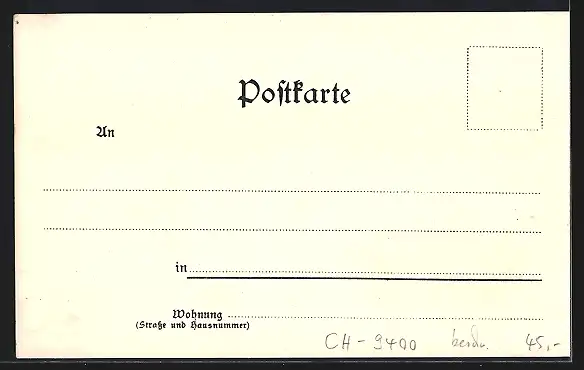 Postkarte
An
in
Wohnung
(Straße und Hausnummer)
CH - 9400 45,-